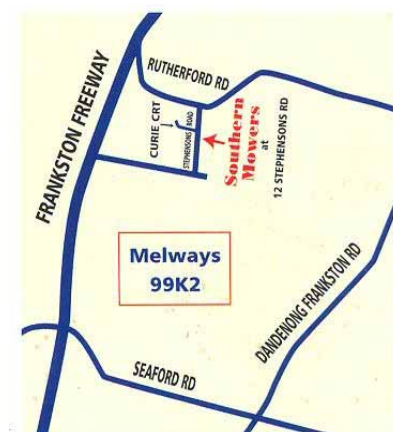 RUTHERFORD RD
FRANKSTON FREEWAY
CURIE CRT
STEPHENSONS ROAD
Southern
Mowers
at
12 STEPHENSONS RD
Melways
99K2
DANDENONG FRANKSTON RD
SEAFORD RD